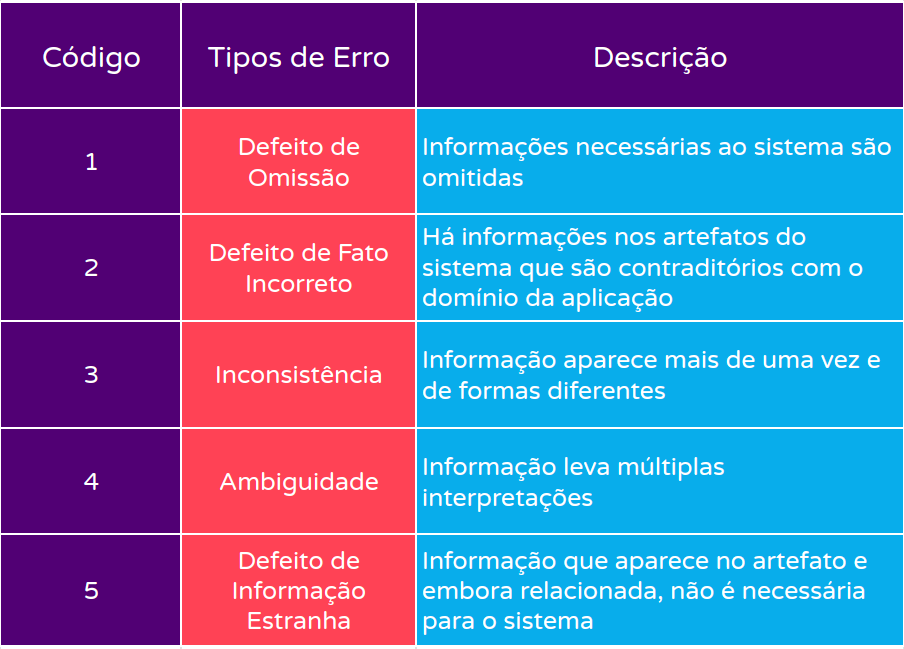 Código
Tipos de Erro
Descrição
1
Defeito de
Omissão
Informações necessárias ao sistema são
omitidas
2
Defeito de Fato
Incorreto
Há informações nos artefatos do
sistema que são contraditórios com o
domínio da aplicação
3
Inconsistência
Informação aparece mais de uma vez e
de formas diferentes
4
Ambiguidade
Informação leva múltiplas
interpretações
5
Defeito de
Informação
Estranha
Informação que aparece no artefato e
embora relacionada, não é necessária
para o sistema